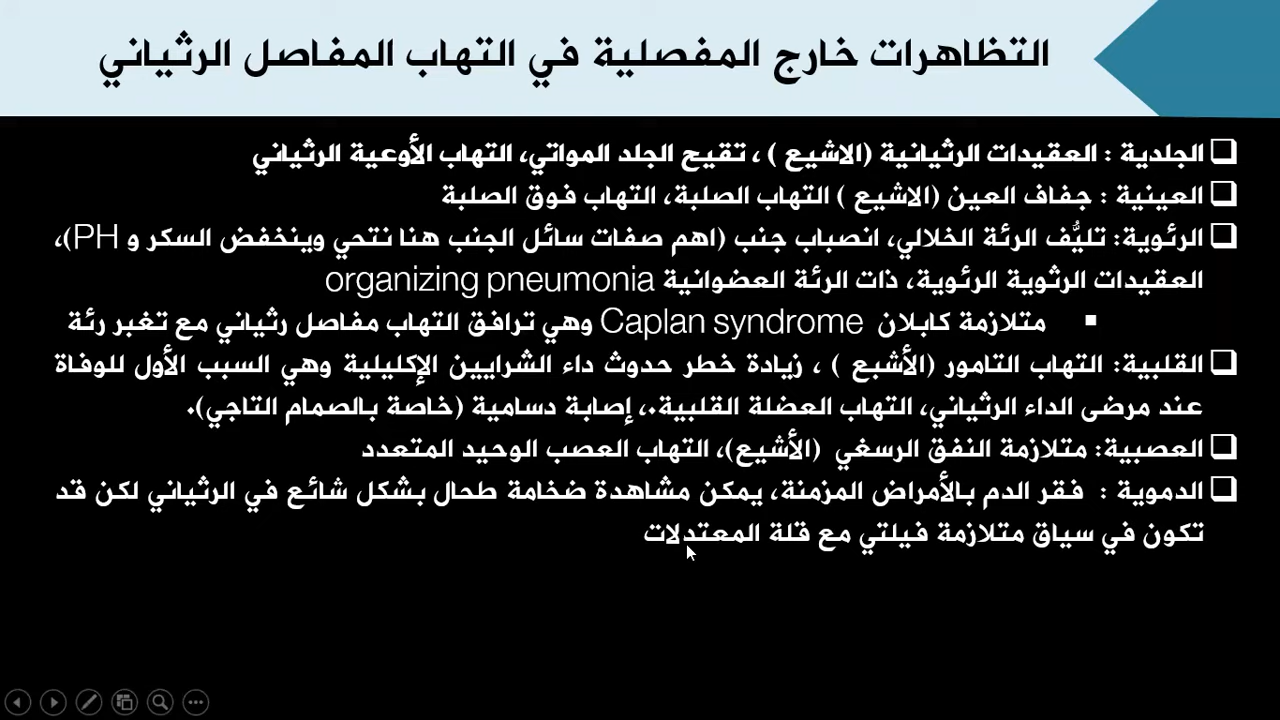 التظاهرات خارج المفصلية في التهاب المفاصل الرثياني
الجلدية : العقيدات الرثيانية (الاشيع ) ، تقيح الجلد المواتي، التهاب الأوعية الرثياني
العينية : جفاف العين (الاشيع ) التهاب الصلبة، التهاب فوق الصلبة
الرئوية: تليُّف الرئة الخلالي، انصباب جنب (اهم صفات سائل الجنب هنا نتحي وينخفض السكر و PH)،
العقيدات الرثوية الرئوية، ذات الرئة العضوانية organizing pneumonia
متلازمة كابلان Caplan syndrome وهي ترافق التهاب مفاصل رثياني مع تغبر رئة
القلبية: التهاب التامور (الأشيع ) ، زيادة خطر حدوث داء الشرايين الإكليلية وهي السبب الأول للوفاة
عند مرضى الداء الرثياني، التهاب العضلة القلبية.، إصابة دسامية (خاصة بالصمام التاجي).
العصبية: متلازمة النفق الرسغي (الأشيع)، التهاب العصب الوحيد المتعدد
الدموية : فقر الدم بالأمراض المزمنة، يمكن مشاهدة ضخامة طحال بشكل شائع في الرثياني لكن قد
تكون في سياق متلازمة فيلتي مع قلة المعتدلات